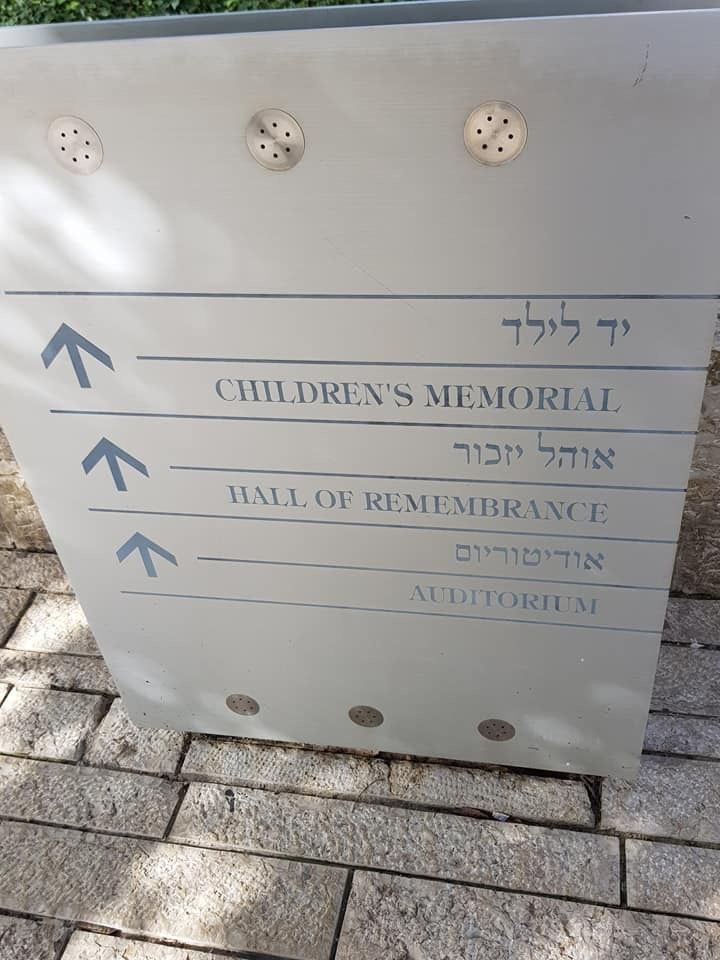 יד לילד
CHILDREN'S MEMORIAL
אוהל יזכור
HALL OF REMEMBRANCE
אודיטוריום
AUDITORIUM